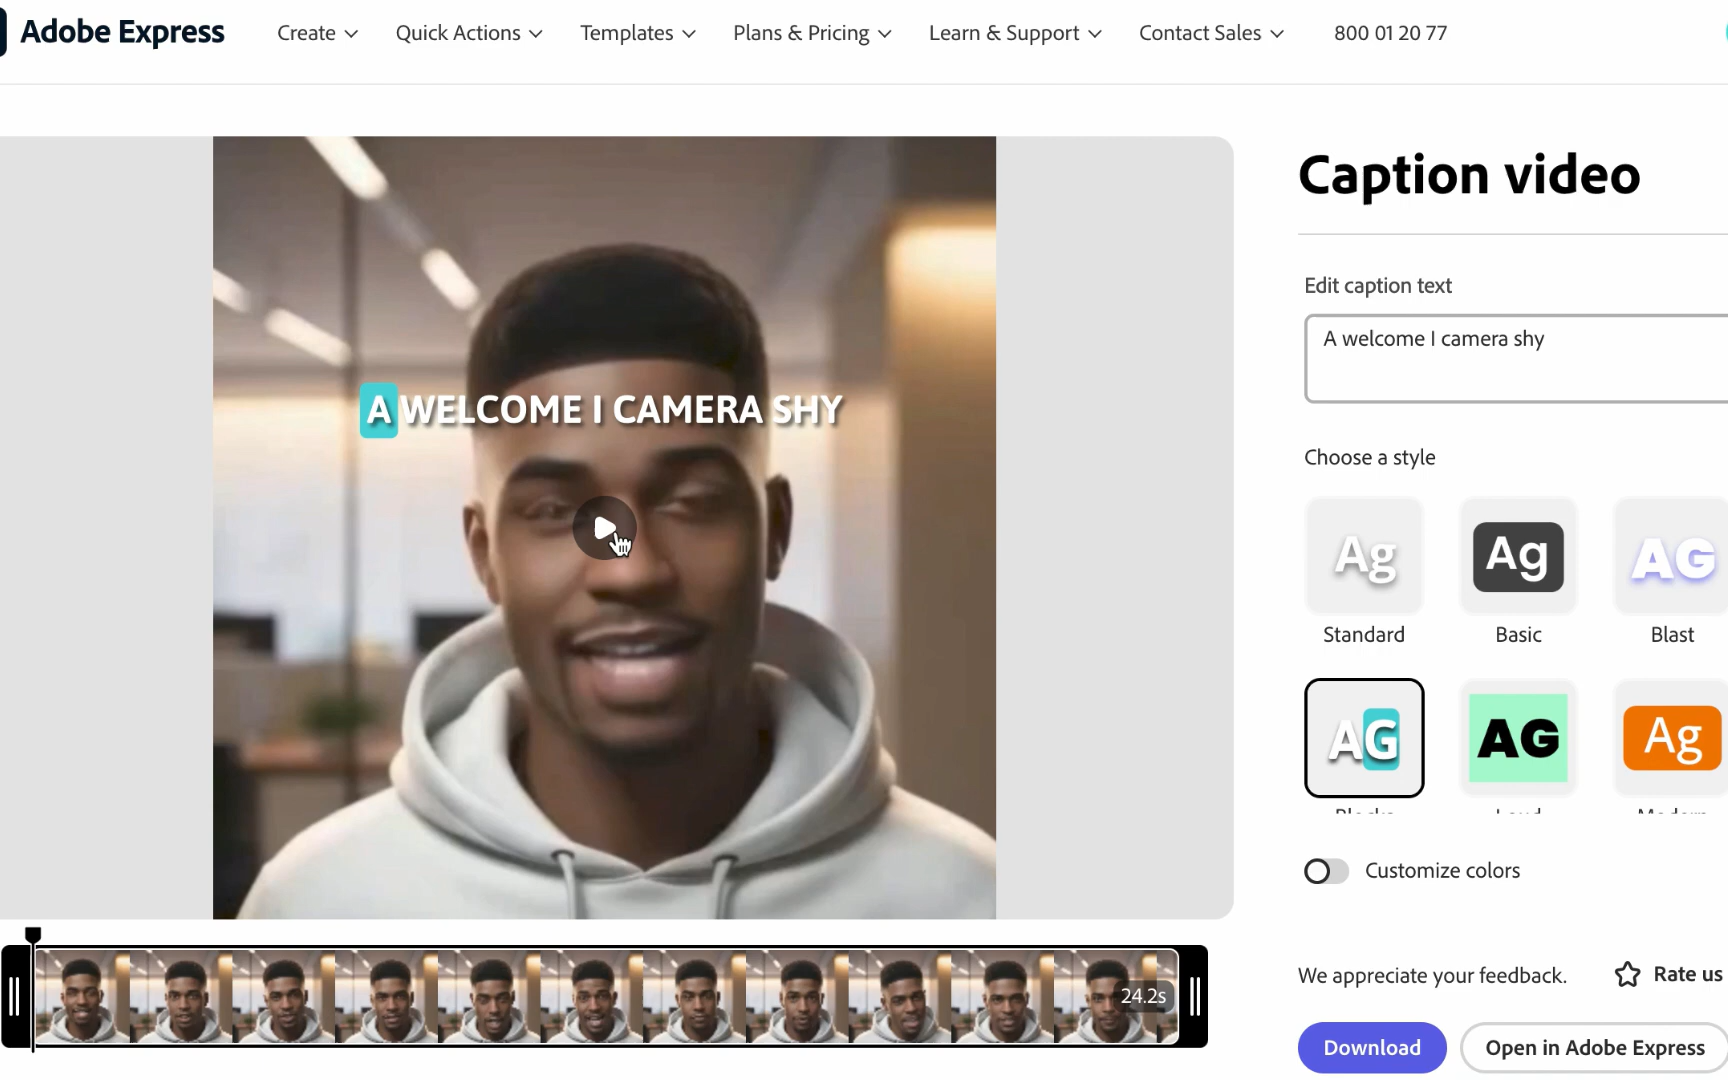 Adobe Express
Create
Quick Actions
Templates
Plans & Pricing
Learn & Support
Contact Sales
800 01 20 77
A WELCOME I CAMERA SHY
24.2s
Caption video
Edit caption text
A welcome I camera shy
Choose a style
Ag
Ag
AG
Standard
Basic
Blast
AG
AG
Ag
Customize colors
We appreciate your feedback.
Rate us
Download
Open in Adobe Express